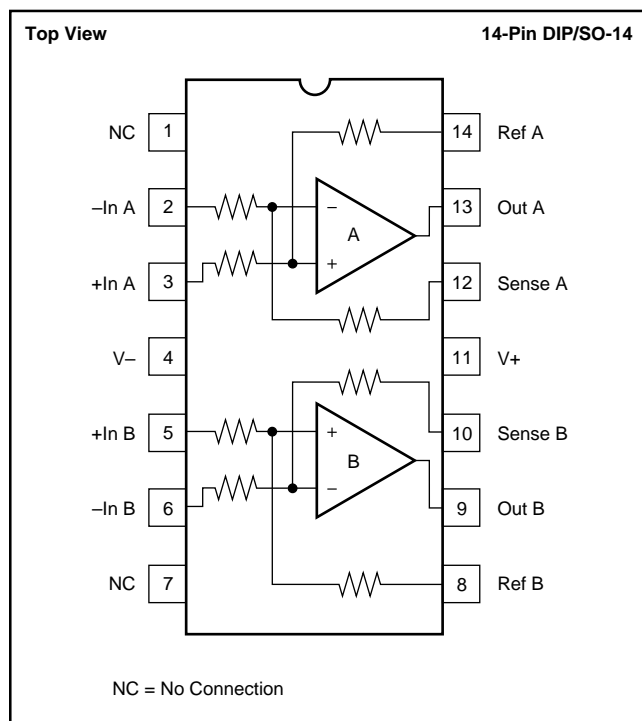 Top View 14-Pin DIP/SO-14
NC 1 14 Ref A
–In A 2 – 13 Out A
A
+In A 3 + 12 Sense A
V– 4 11 V+
+In B 5 + 10 Sense B
B
–In B 6 – 9 Out B
NC 7 8 Ref B
NC = No Connection